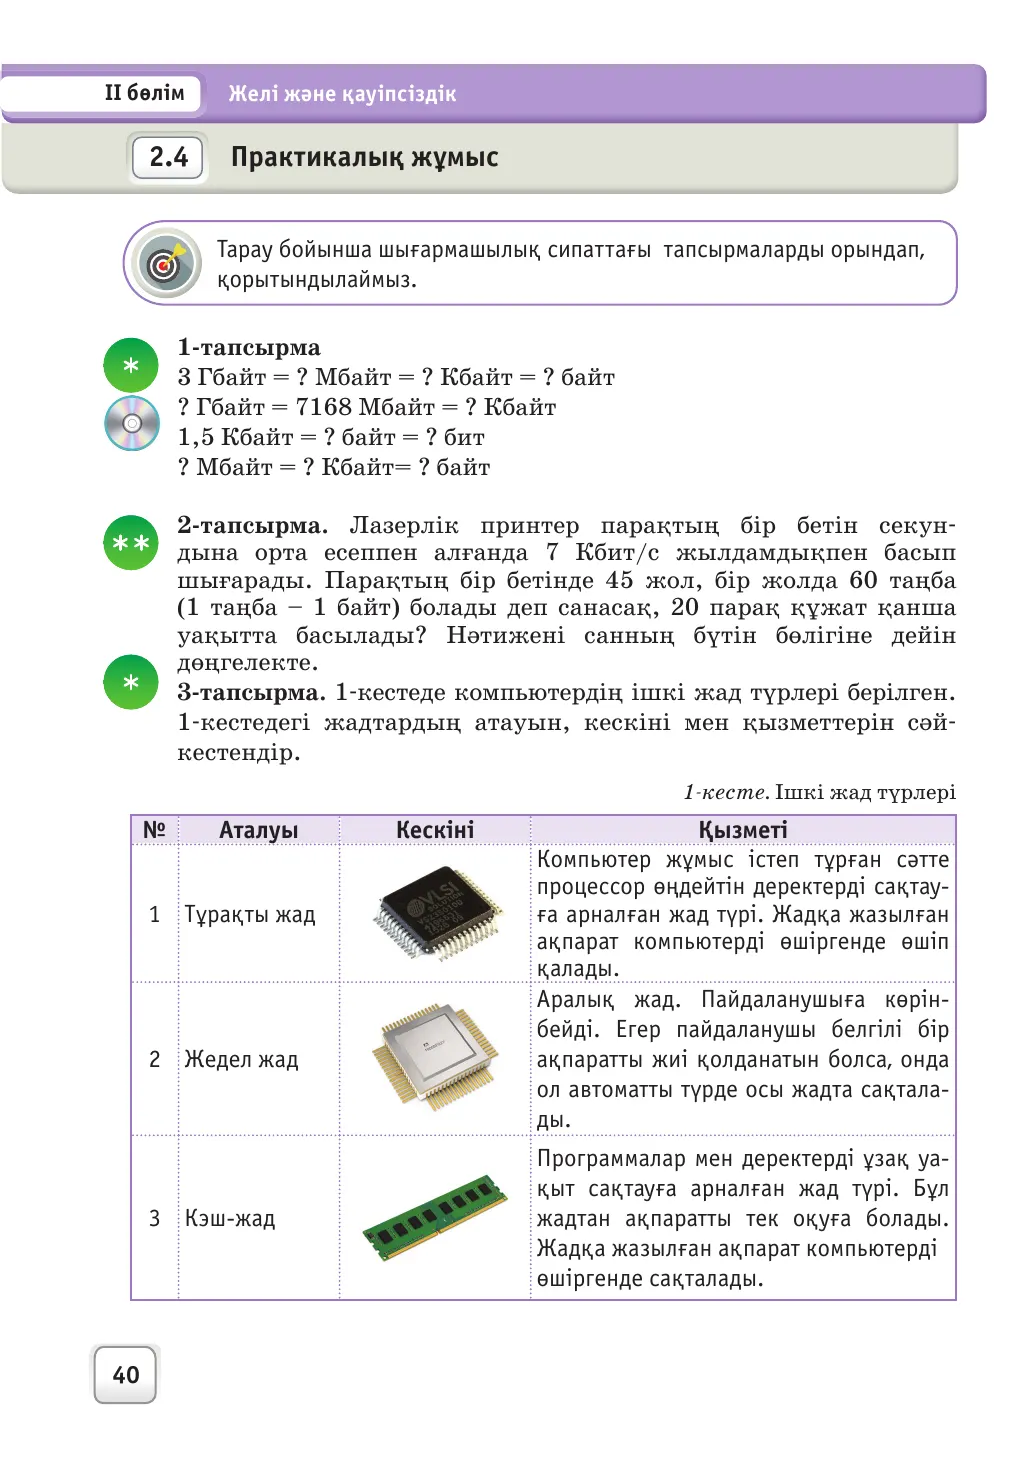 II бөлім
Желі және қауіпсіздік
2.4
Практикалық жұмыс
Тарау бойынша шығармашылық сипаттағы тапсырмаларды орындап,
қорытындылаймыз.
*
1-тапсырма
3 Гбайт = ? Мбайт = ? Кбайт = ? байт
? Гбайт = 7168 Мбайт = ? Кбайт
1,5 Кбайт = ? байт = ? бит
? Мбайт = ? Кбайт= ? байт
**
2-тапсырма. Лазерлік принтер парақтың бір бетін секун-
дына орта есеппен алғанда 7 Кбит/с жылдамдықпен басып
шығарады. Парақтың бір бетінде 45 жол, бір жолда 60 таңба
(1 таңба – 1 байт) болады деп санасақ, 20 парақ құжат қанша
уақытта басылады? Нәтижені санның бүтін бөлігіне дейін
дөңгелекте.
*
3-тапсырма. 1-кестеде компьютердің ішкі жад түрлері берілген.
1-кестедегі жадтардың атауын, кескіні мен қызметтерін сәй-
кестендір.
1-кесте. Ішкі жад түрлері
№ Аталуы Кескіні Қызметі
1 Тұрақты жад
VLSI
Компьютер жұмыс істеп тұрған сәтте
процессор өңдейтін деректерді сақтау-
ға арналған жад түрі. Жадқа жазылған
ақпарат компьютерді өшіргенде өшіп
қалады.
2 Жедел жад
Аралық жад. Пайдаланушыға көрін-
бейді. Егер пайдаланушы белгілі бір
ақпаратты жиі қолданатын болса, онда
ол автоматты түрде осы жадта сақтала-
ды.
3 Кэш-жад
Программалар мен деректерді ұзақ уа-
қыт сақтауға арналған жад түрі. Бұл
жадтан ақпаратты тек оқуға болады.
Жадқа жазылған ақпарат компьютерді
өшіргенде сақталады.
40